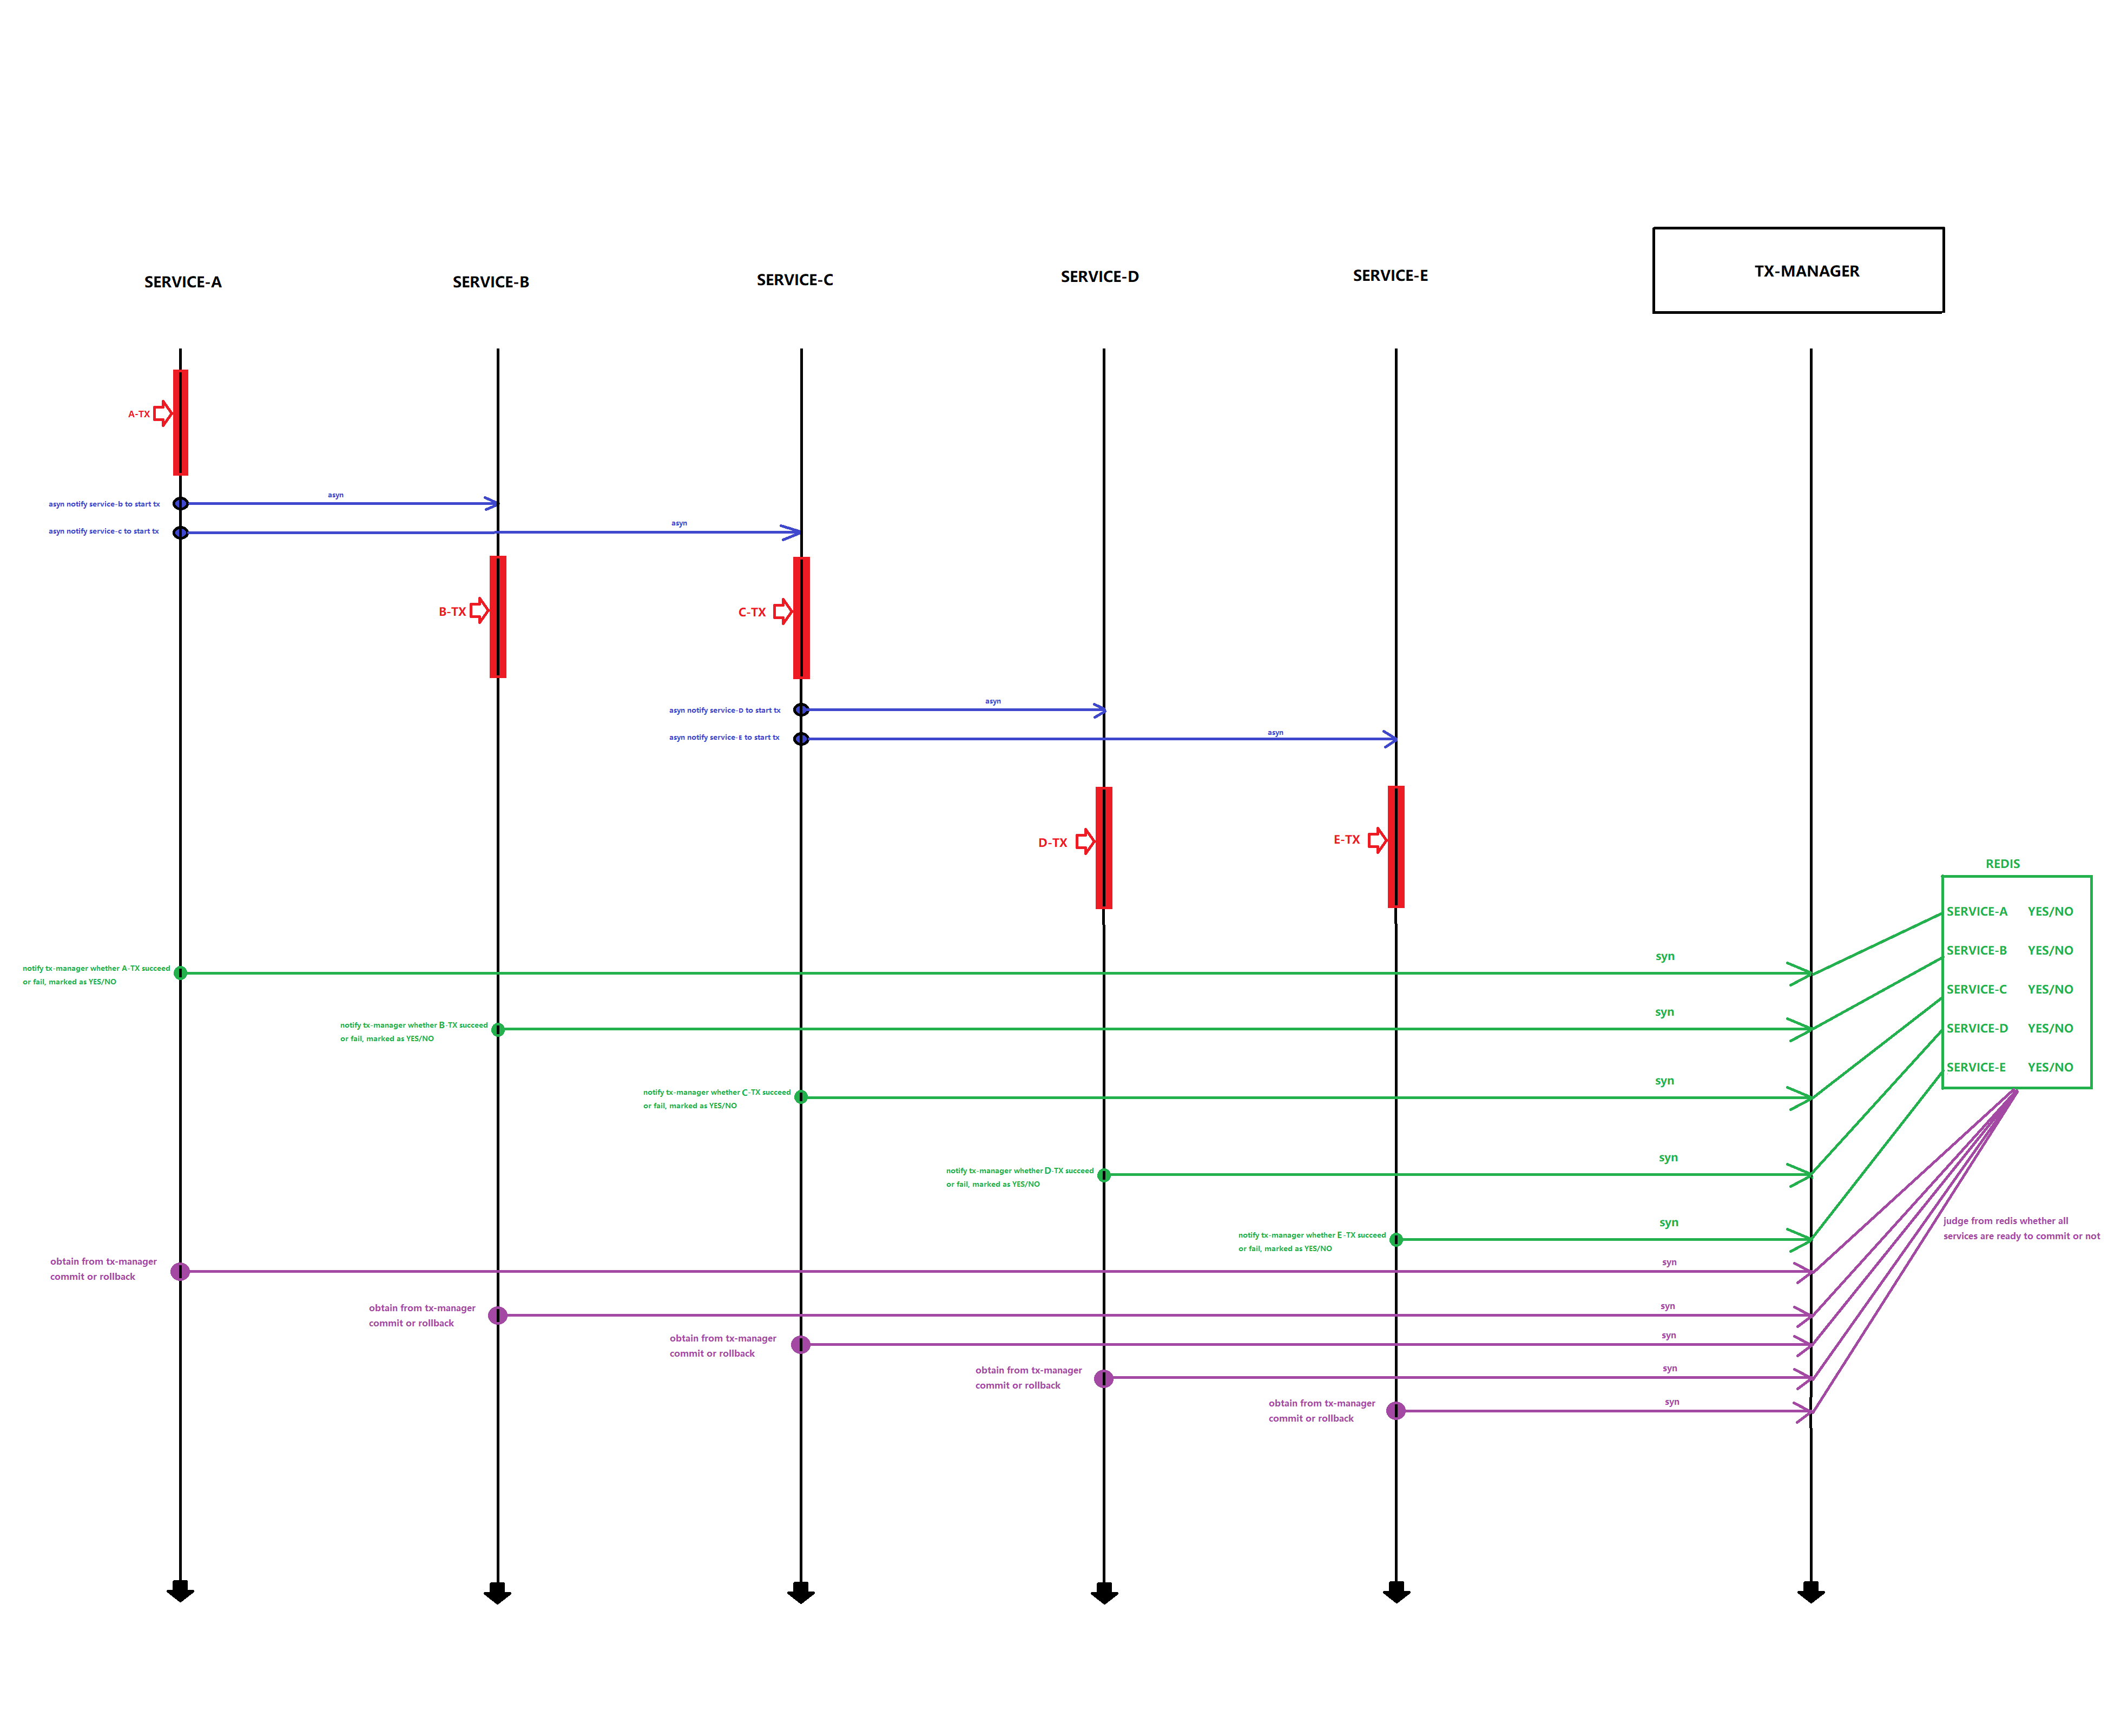 SERVICE-A
SERVICE-B
SERVICE-C
SERVICE-D
SERVICE-E
TX-MANAGER
A-TX
asyn notify service-b to start tx
asyn
asyn notify service-c to start tx
asyn
B-TX
C-TX
asyn notify service-D to start tx
asyn
asyn notify service-E to start tx
asyn
D-TX
E-TX
REDIS
SERVICE-A YES/NO
SERVICE-B YES/NO
SERVICE-C YES/NO
SERVICE-D YES/NO
SERVICE-E YES/NO
notify tx-manager whether A-TX succeed
or fail, marked as YES/NO
syn
notify tx-manager whether B-TX succeed
or fail, marked as YES/NO
syn
notify tx-manager whether C-TX succeed
or fail, marked as YES/NO
syn
notify tx-manager whether D-TX succeed
or fail, marked as YES/NO
syn
notify tx-manager whether E-TX succeed
or fail, marked as YES/NO
syn
judge from redis whether all
services are ready to commit or not
obtain from tx-manager
commit or rollback
syn
obtain from tx-manager
commit or rollback
syn
obtain from tx-manager
commit or rollback
syn
obtain from tx-manager
commit or rollback
syn
obtain from tx-manager
commit or rollback
syn